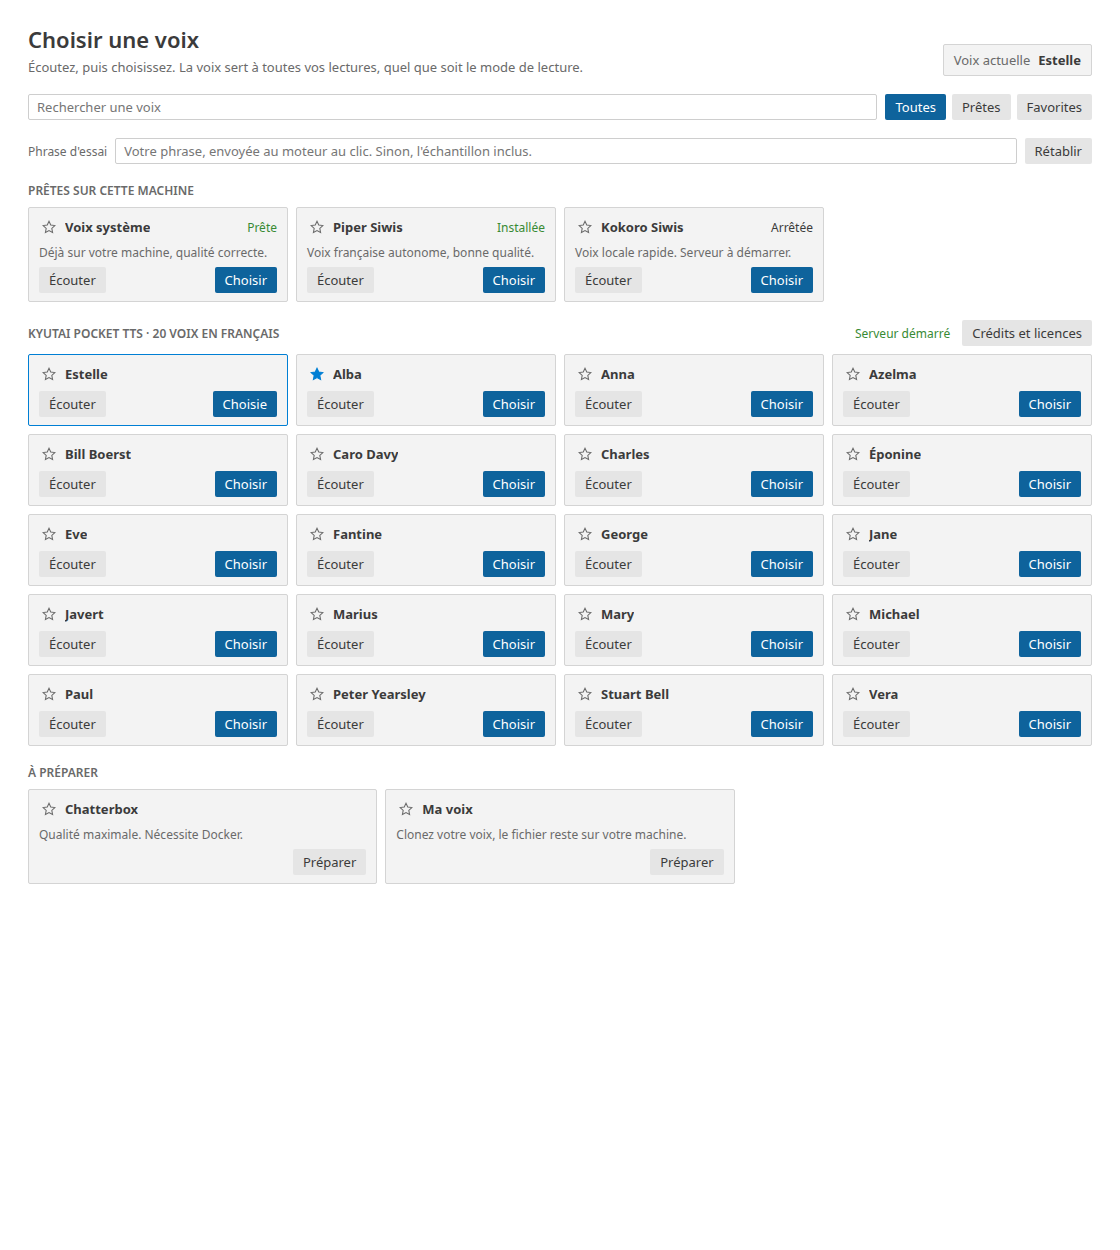 Choisir une voix
Écoutez, puis choisissez. La voix sert à toutes vos lectures, quel que soit le mode de lecture.
Voix actuelle Estelle
Rechercher une voix
Toutes Prêtes Favorites
Phrase d'essai Votre phrase, envoyée au moteur au clic. Sinon, l'échantillon inclus. Rétablir
PRÊTES SUR CETTE MACHINE
Voix système Prête
Déjà sur votre machine, qualité correcte.
Écouter Choisir
Piper Siwis Installée
Voix française autonome, bonne qualité.
Écouter Choisir
Kokoro Siwis Arrêtée
Voix locale rapide. Serveur à démarrer.
Écouter Choisir
KYUTAI POCKET TTS · 20 VOIX EN FRANÇAIS Serveur démarré Crédits et licences
Estelle
Écouter Choisie
Alba
Écouter Choisir
Anna
Écouter Choisir
Azelma
Écouter Choisir
Bill Boerst
Écouter Choisir
Caro Davy
Écouter Choisir
Charles
Écouter Choisir
Éponine
Écouter Choisir
Eve
Écouter Choisir
Fantine
Écouter Choisir
George
Écouter Choisir
Jane
Écouter Choisir
Javert
Écouter Choisir
Marius
Écouter Choisir
Mary
Écouter Choisir
Michael
Écouter Choisir
Paul
Écouter Choisir
Peter Yearsley
Écouter Choisir
Stuart Bell
Écouter Choisir
Vera
Écouter Choisir
À PRÉPARER
Chatterbox
Qualité maximale. Nécessite Docker.
Préparer
Ma voix
Clonez votre voix, le fichier reste sur votre machine.
Préparer